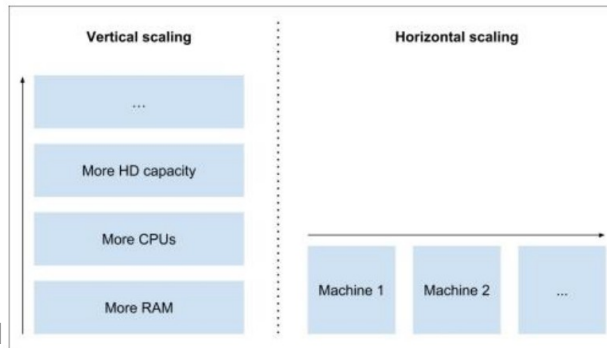 Vertical scaling
...
More HD capacity
More CPUs
More RAM
Horizontal scaling
Machine 1
Machine 2
...